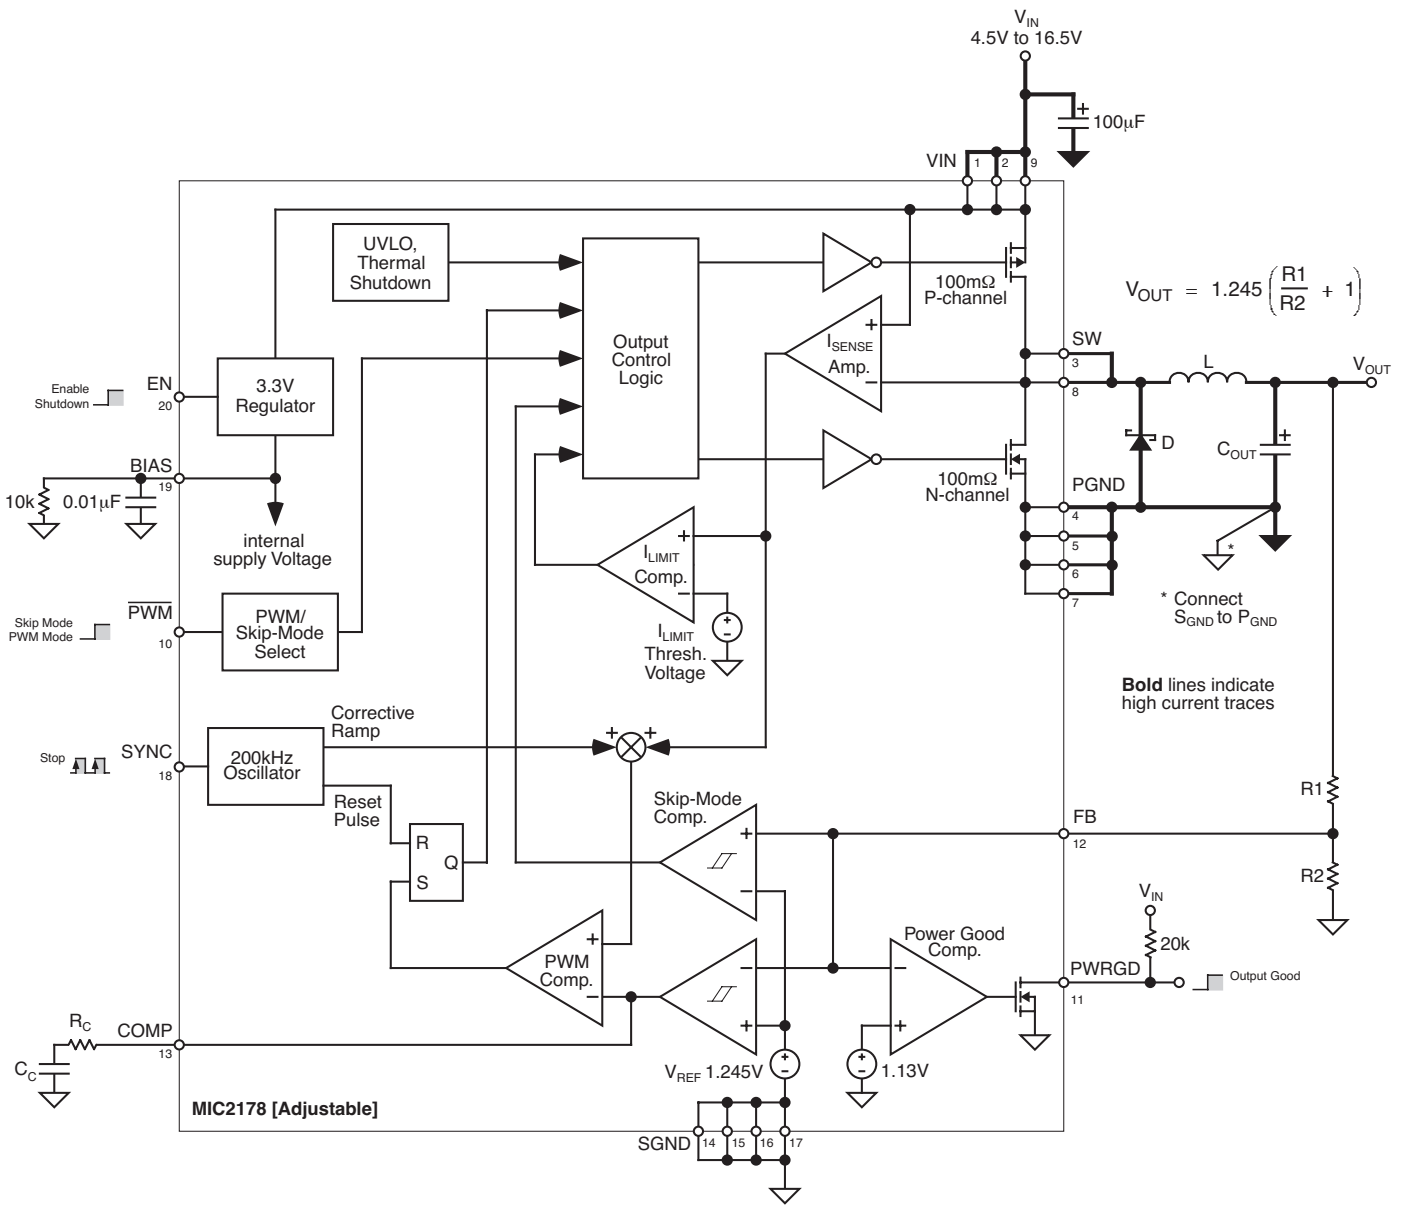 VIN
4.5V to 16.5V
+
100µF
VIN
1
2
9
UVLO,
Thermal
Shutdown
100mΩ
P-channel
VOUT = 1.245 (R1/R2 + 1)
Output
Control
Logic
ISENSE
Amp.
+
−
SW
3
8
L
VOUT
Enable
Shutdown
EN
20
3.3V
Regulator
D
COUT
+
BIAS
19
10k
0.01µF
100mΩ
N-channel
PGND
4
5
6
7
*
internal
supply Voltage
ILIMIT
Comp.
+
−
* Connect
SGND to PGND
Skip Mode
PWM Mode
PWM
10
PWM/
Skip-Mode
Select
ILIMIT
Thresh.
Voltage
+
−
Bold lines indicate
high current traces
Corrective
Ramp
+
+
Stop
SYNC
18
200kHz
Oscillator
Reset
Pulse
Skip-Mode
Comp.
+
−
R1
FB
12
R
S
Q
R2
VIN
20k
Power Good
Comp.
−
+
PWM
Comp.
+
−
−
+
PWRGD
11
Output Good
RC
COMP
13
CC
VREF 1.245V
+
−
+
−
1.13V
MIC2178 [Adjustable]
SGND
14
15
16
17